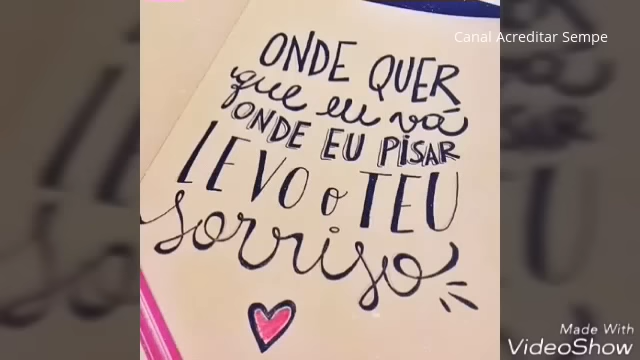 Canal Acreditar Sempe
ONDE QUER
que eu vá
ONDE EU PISAR
LEVO o TEU
sorriso
Made With
VideoShow